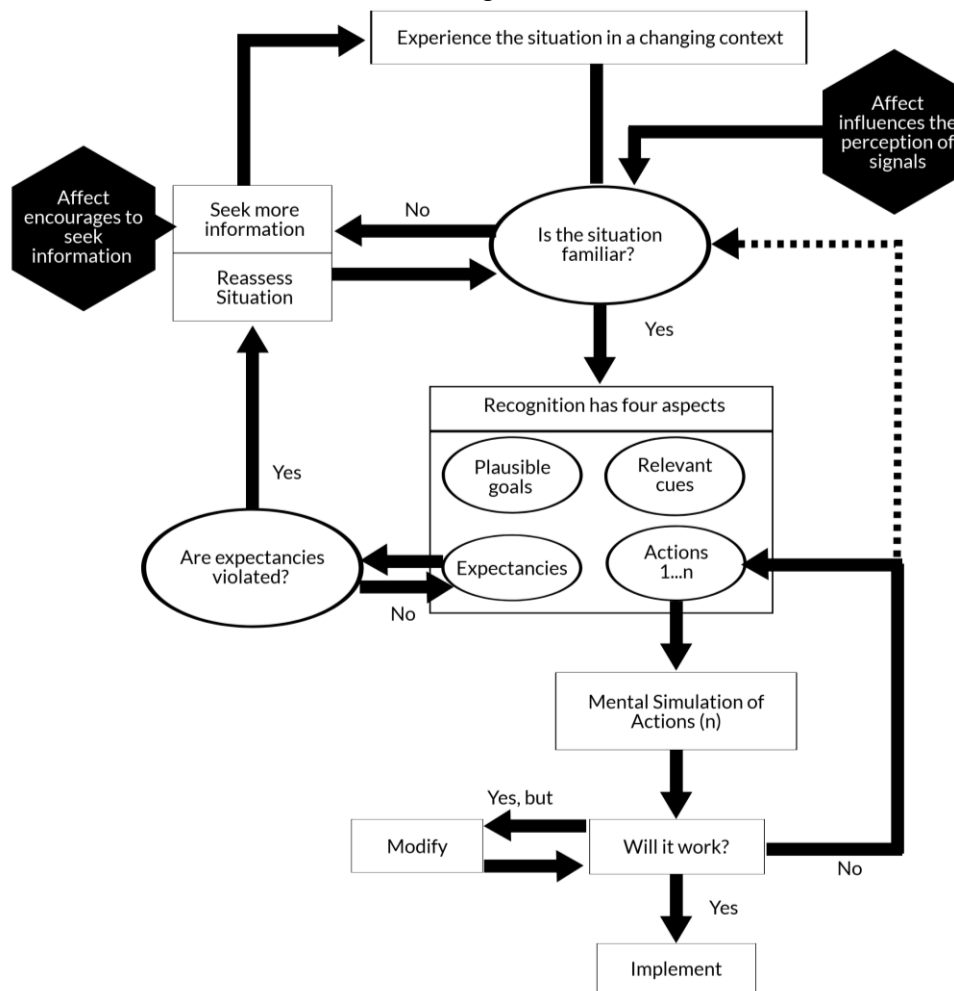 Experience the situation in a changing context
Affect
influences the
perception of
signals
Affect
encourages to
seek
information
Seek more
information
No
Is the situation
familiar?
Reassess
Situation
Yes
Recognition has four aspects
Plausible
goals
Relevant
cues
Yes
Are expectancies
violated?
Expectancies
Actions
1...n
No
Mental Simulation of
Actions (n)
Yes, but
Modify
Will it work?
No
Yes
Implement